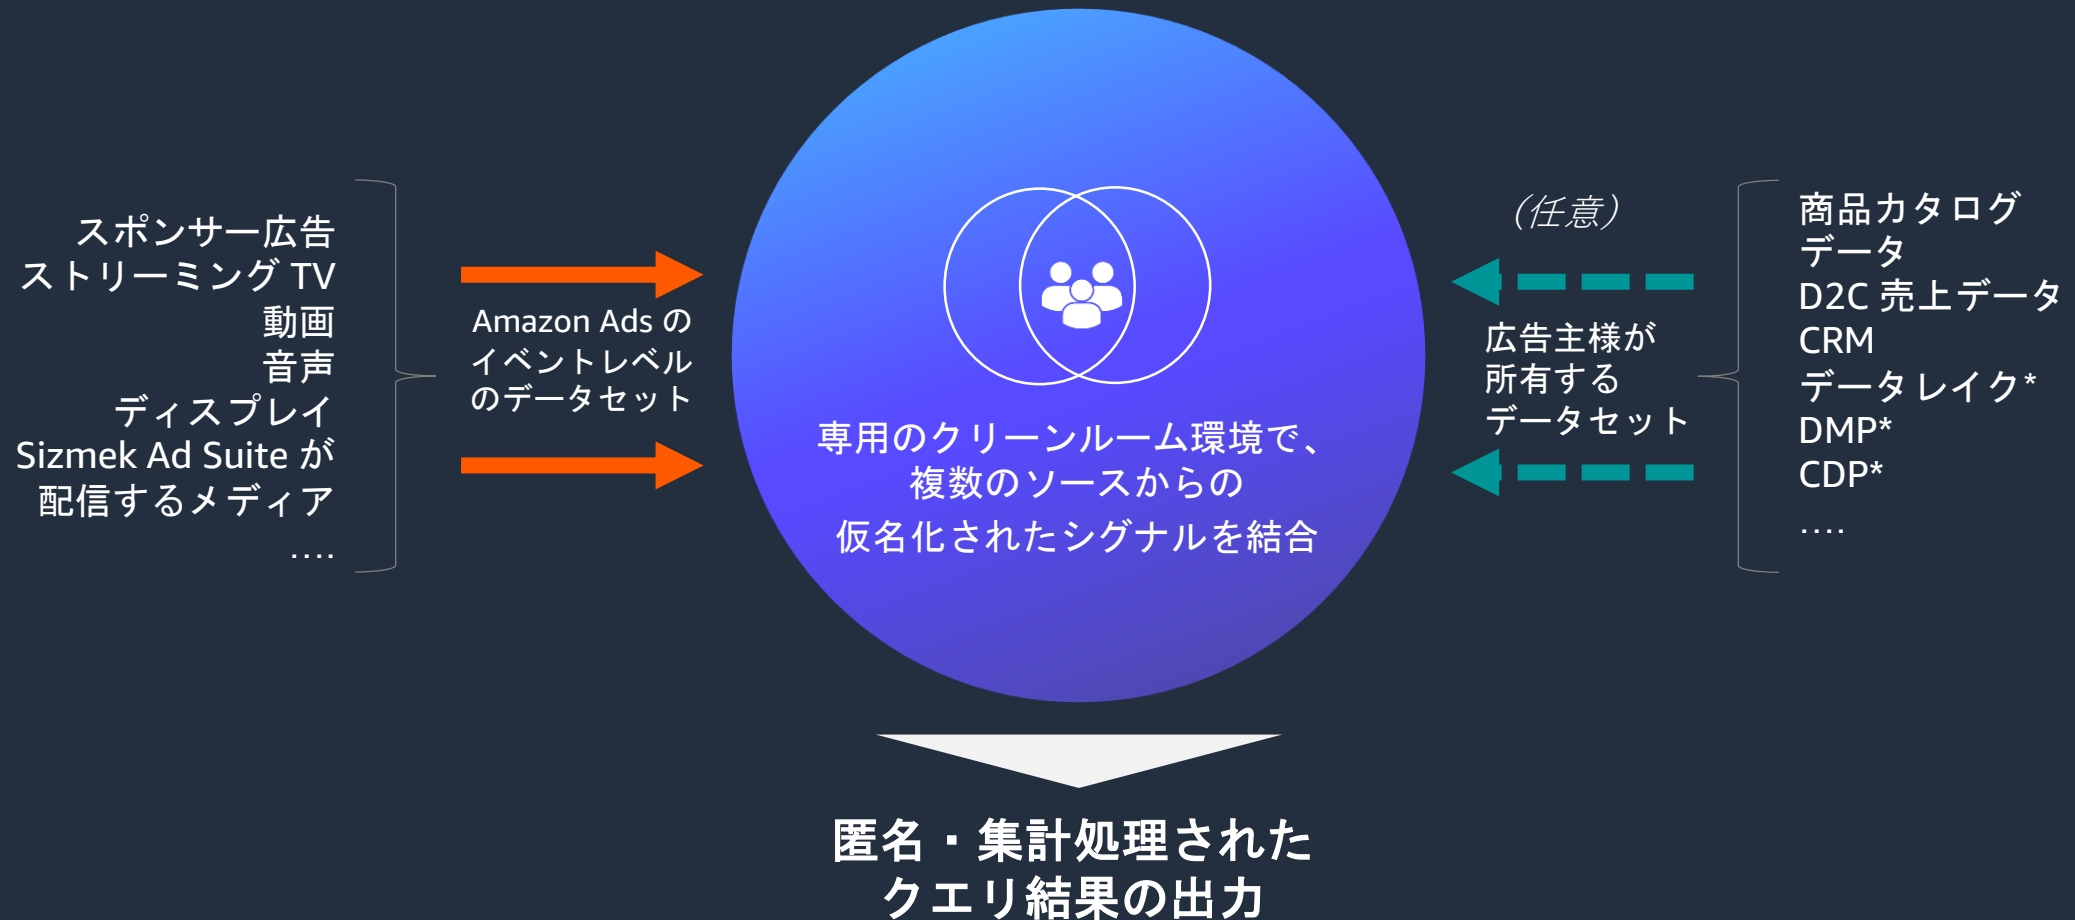 スポンサー広告
ストリーミング TV
動画
音声
ディスプレイ
Sizmek Ad Suite が
配信するメディア
....
Amazon Ads の
イベントレベル
のデータセット
専用のクリーンルーム環境で、
複数のソースからの
仮名化されたシグナルを結合
（任意）
広告主様が
所有する
データセット
商品カタログ
データ
D2C 売上データ
CRM
データレイク*
DMP*
CDP*
....
匿名・集計処理された
クエリ結果の出力